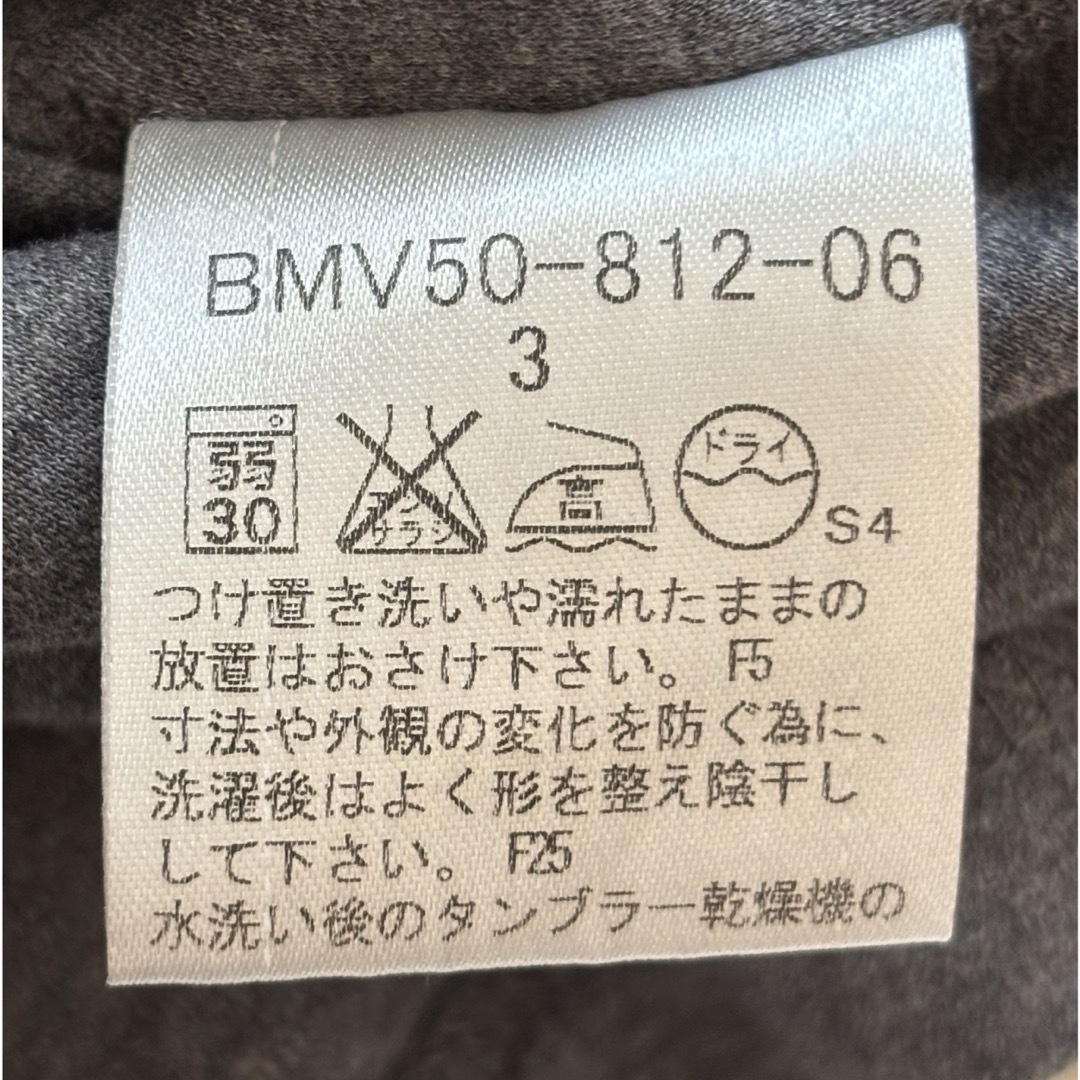 BMV50-812-06
3
弱
30
エンソ
サラシ
高
ドライ
S4
つけ置き洗いや濡れたままの
放置はおさけ下さい。 F5
寸法や外観の変化を防ぐ為に、
洗濯後はよく形を整え陰干し
して下さい。 F25
水洗い後のタンブラー乾燥機の